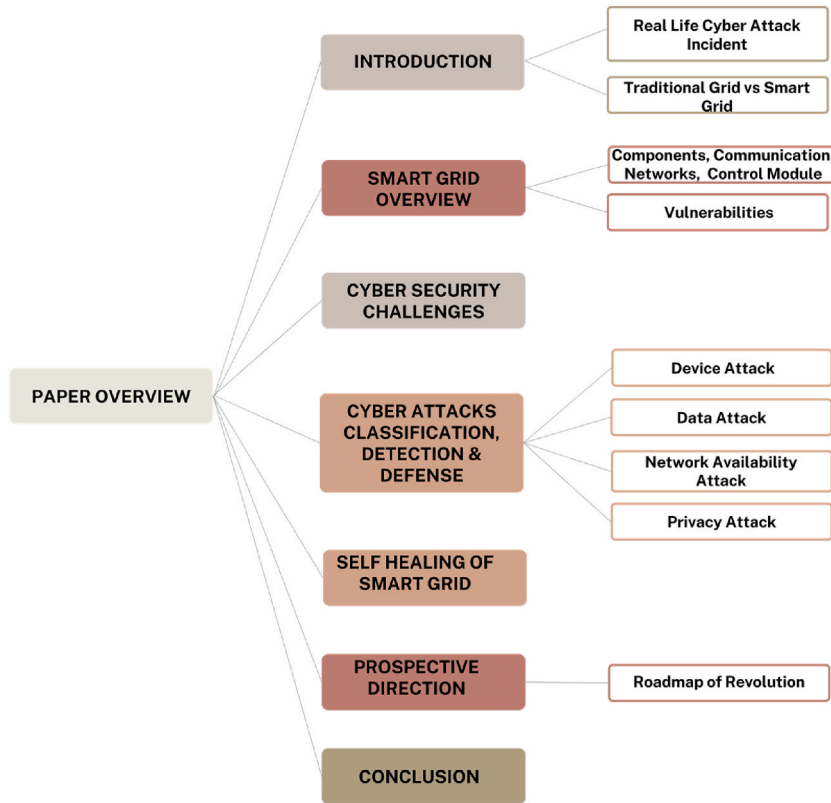 PAPER OVERVIEW
INTRODUCTION
Real Life Cyber Attack
Incident
Traditional Grid vs Smart
Grid
SMART GRID
OVERVIEW
Components, Communication
Networks, Control Module
Vulnerabilities
CYBER SECURITY
CHALLENGES
CYBER ATTACKS
CLASSIFICATION,
DETECTION &
DEFENSE
Device Attack
Data Attack
Network Availability
Attack
Privacy Attack
SELF HEALING OF
SMART GRID
PROSPECTIVE
DIRECTION
Roadmap of Revolution
CONCLUSION